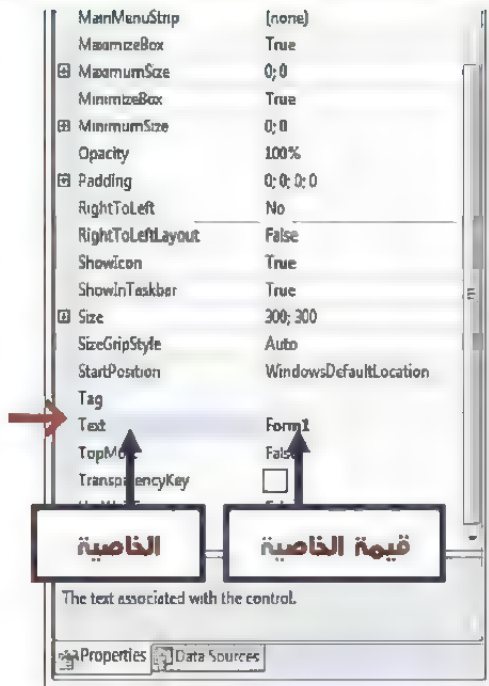 MainMenuStrip (none)
MaximizeBox True
MaximumSize 0; 0
MinimizeBox True
MinimumSize 0; 0
Opacity 100%
Padding 0; 0; 0; 0
RightToLeft No
RightToLeftLayout False
ShowIcon True
ShowInTaskbar True
Size 300; 300
SizeGripStyle Auto
StartPosition WindowsDefaultLocation
Tag
Text Form1
False
الخاصية قيمة الخاصية
The text associated with the control.
Properties Data Sources